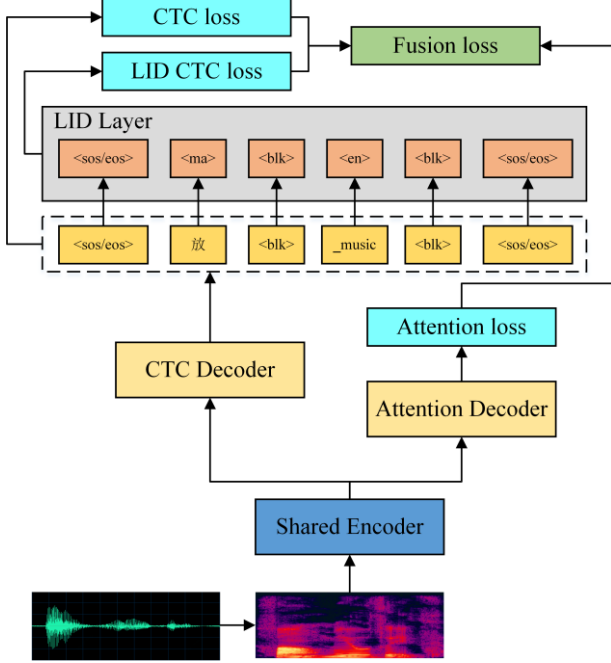 CTC loss
Fusion loss
LID CTC loss
LID Layer
<sos/eos> <ma> <blk> <en> <blk> <sos/eos>
<sos/eos> 放 <blk> _music <blk> <sos/eos>
Attention loss
CTC Decoder
Attention Decoder
Shared Encoder